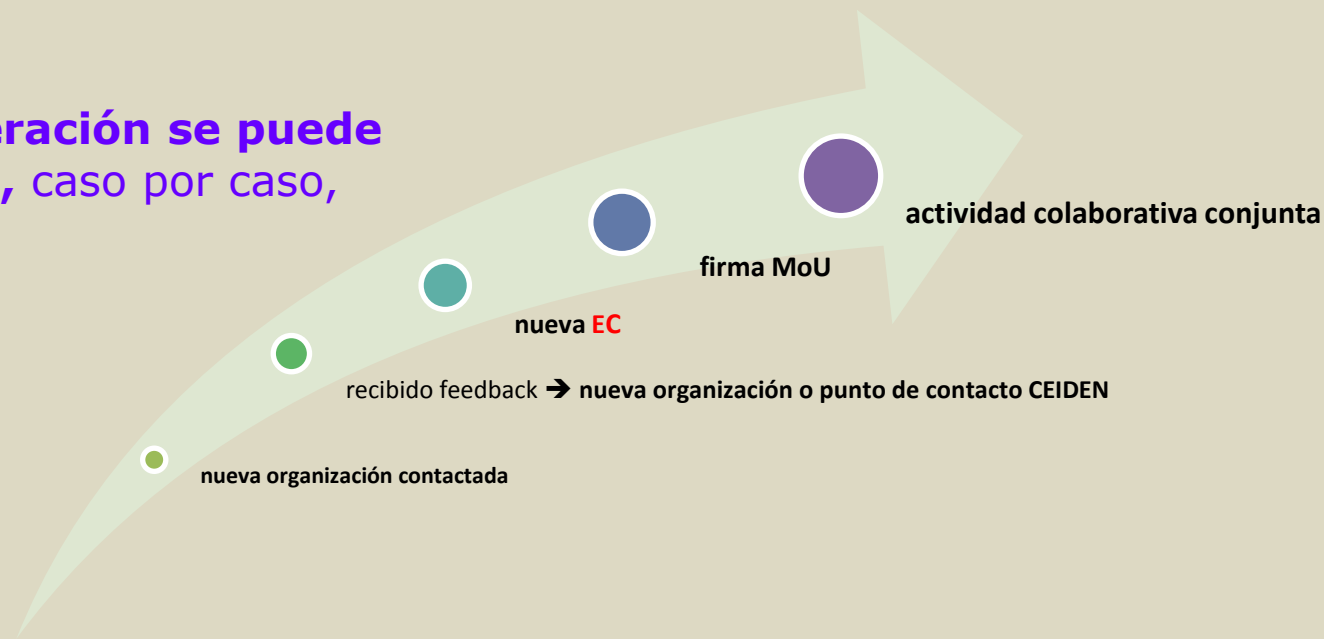 eración se puede
, caso por caso,
actividad colaborativa conjunta
firma MoU
nueva EC
recibido feedback ➔ nueva organización o punto de contacto CEIDEN
nueva organización contactada